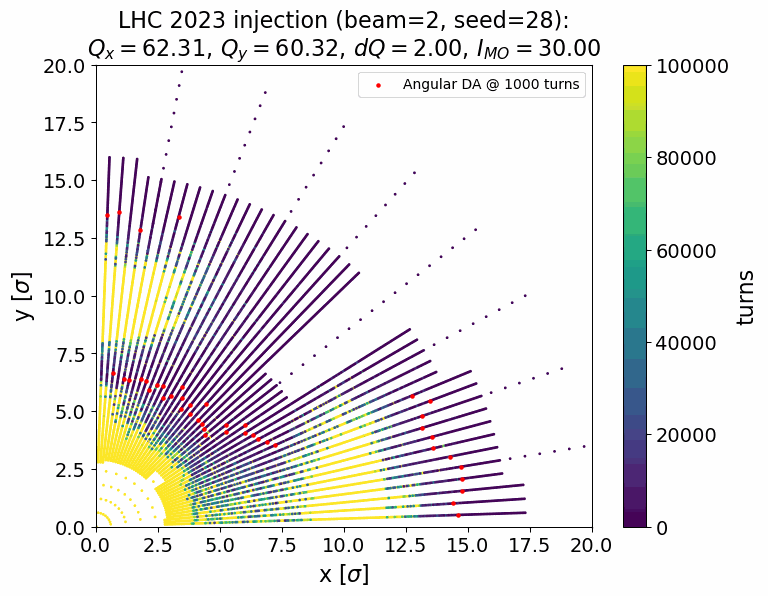 LHC 2023 injection (beam=2, seed=28):
Q_x = 62.31, Q_y = 60.32, dQ = 2.00, I_MO = 30.00
Angular DA @ 1000 turns
20.0
17.5
15.0
12.5
10.0
7.5
5.0
2.5
0.0
y [σ]
0.0 2.5 5.0 7.5 10.0 12.5 15.0 17.5 20.0
x [σ]
100000
80000
60000
40000
20000
0
turns